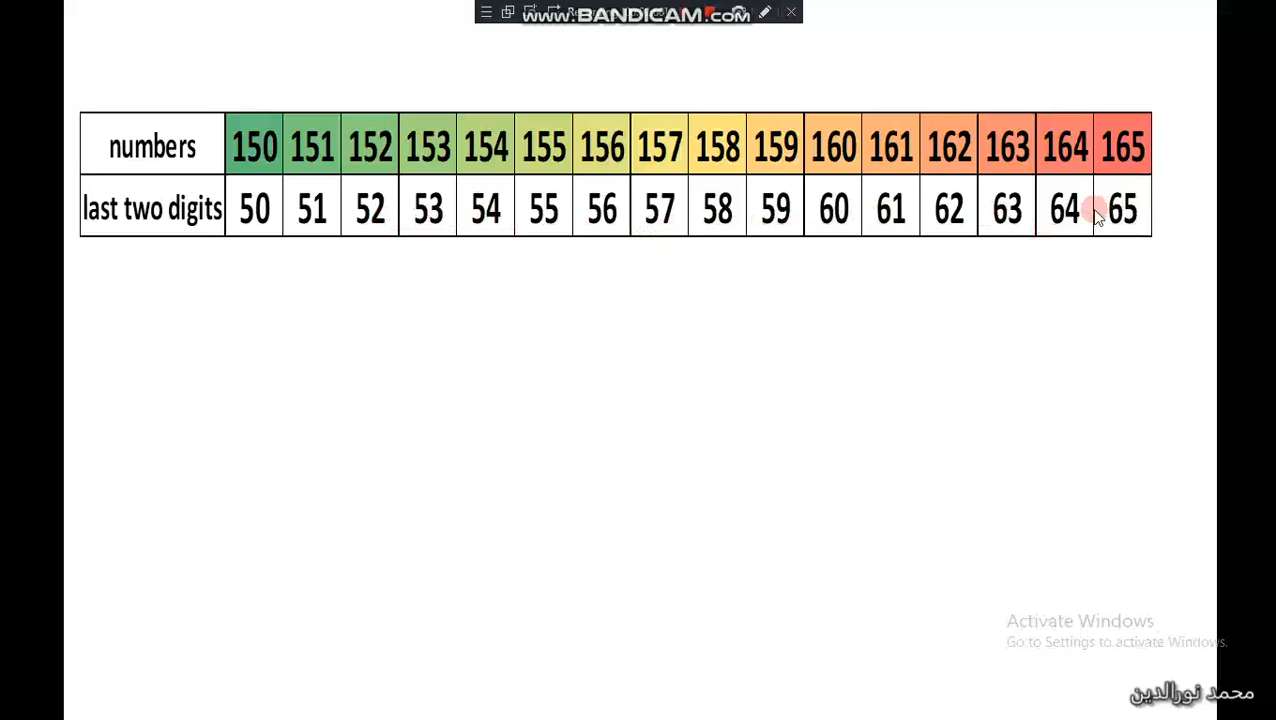 www.BANDICAM.com
numbers 150 151 152 153 154 155 156 157 158 159 160 161 162 163 164 165
last two digits 50 51 52 53 54 55 56 57 58 59 60 61 62 63 64 65
Activate Windows
Go to Settings to activate Windows.
محمد نورالدين